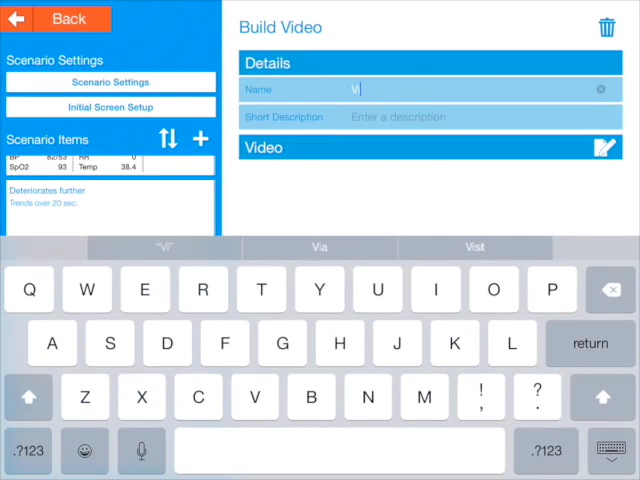 Back
Build Video
Scenario Settings
Scenario Settings
Initial Screen Setup
Scenario Items
BP 82/53 RR 0
SpO2 93 Temp 38.4
Deteriorates further
Trends over 20 sec.
Details
Name Vi
Short Description Enter a description
Video
"Vi" Via Vist
Q W E R T Y U I O P
A S D F G H J K L return
Z X C V B N M ! , ? .
.?123 .?123